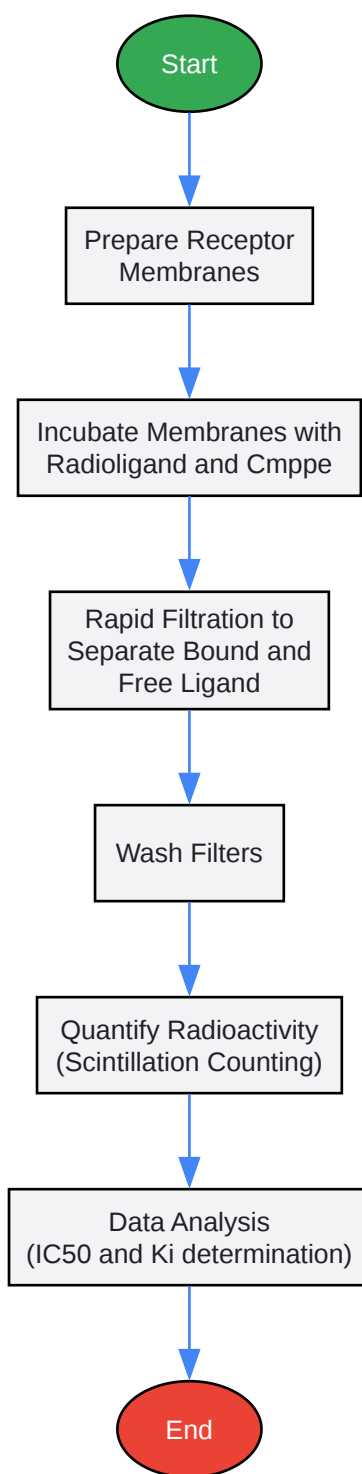 Start
Prepare Receptor
Membranes
Incubate Membranes with
Radioligand and Cmppe
Rapid Filtration to
Separate Bound and
Free Ligand
Wash Filters
Quantify Radioactivity
(Scintillation Counting)
Data Analysis
(IC50 and Ki determination)
End